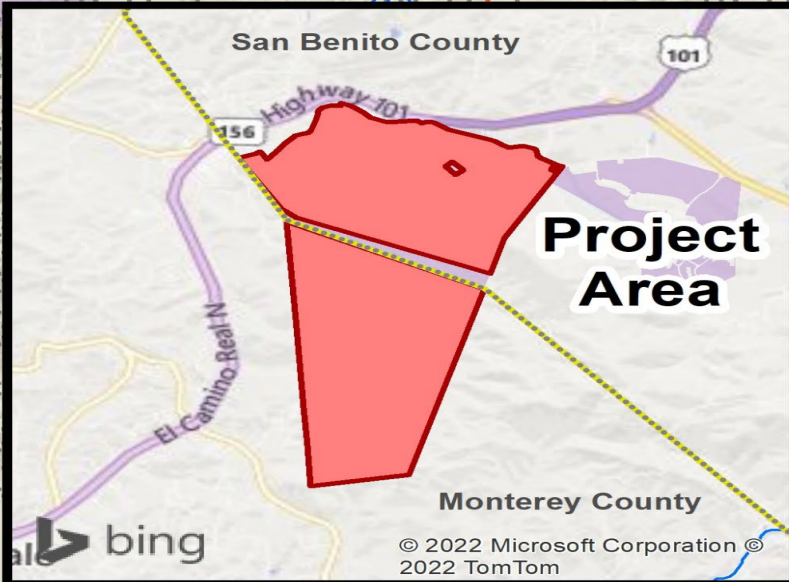 San Benito County
101
Highway 101
156
Project
Area
El Camino Real N
Monterey County
bing
© 2022 Microsoft Corporation ©
2022 TomTom